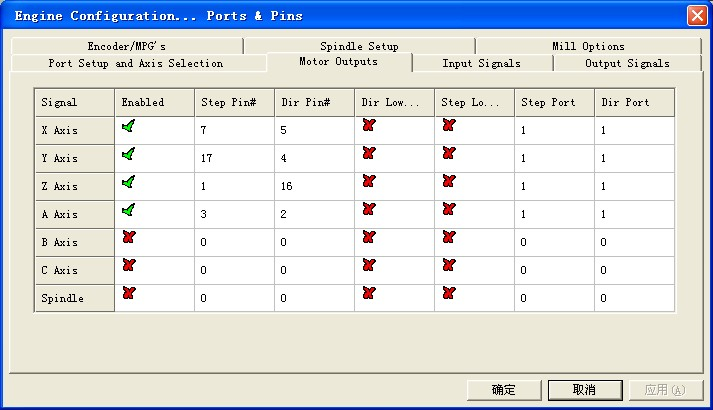 Engine Configuration... Ports & Pins
Encoder/MPG's Spindle Setup Mill Options
Port Setup and Axis Selection Motor Outputs Input Signals Output Signals
Signal Enabled Step Pin# Dir Pin# Dir Low... Step Lo... Step Port Dir Port
X Axis 7 5 1 1
Y Axis 17 4 1 1
Z Axis 1 16 1 1
A Axis 3 2 1 1
B Axis 0 0 0 0
C Axis 0 0 0 0
Spindle 0 0 0 0
确定 取消 应用(A)